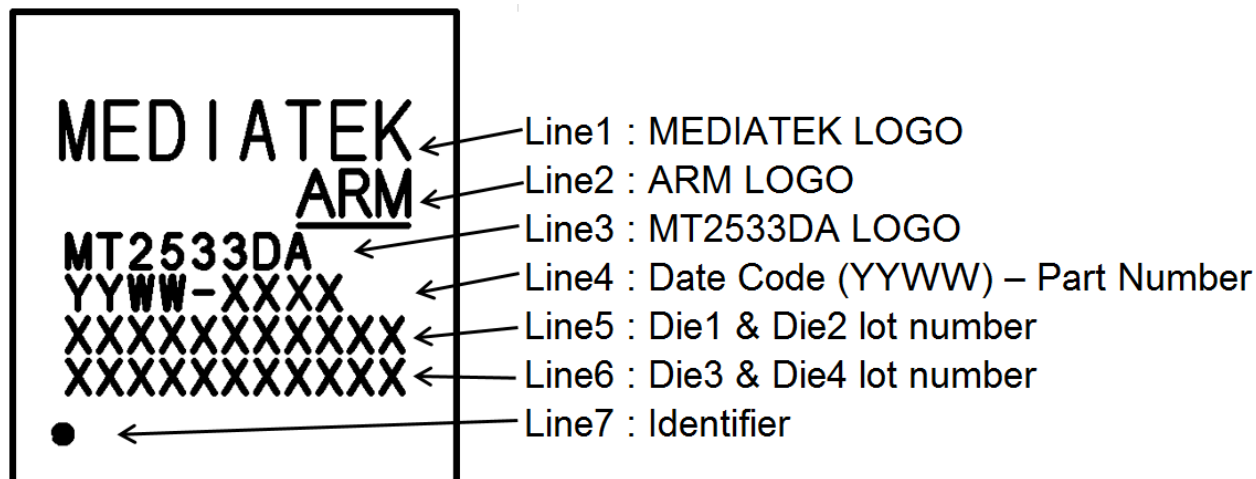 MEDIATEK
ARM
MT2533DA
YYWW-XXXX
XXXXXXXXXXX
XXXXXXXXXXX
Line1 : MEDIATEK LOGO
Line2 : ARM LOGO
Line3 : MT2533DA LOGO
Line4 : Date Code (YYWW) – Part Number
Line5 : Die1 & Die2 lot number
Line6 : Die3 & Die4 lot number
Line7 : Identifier